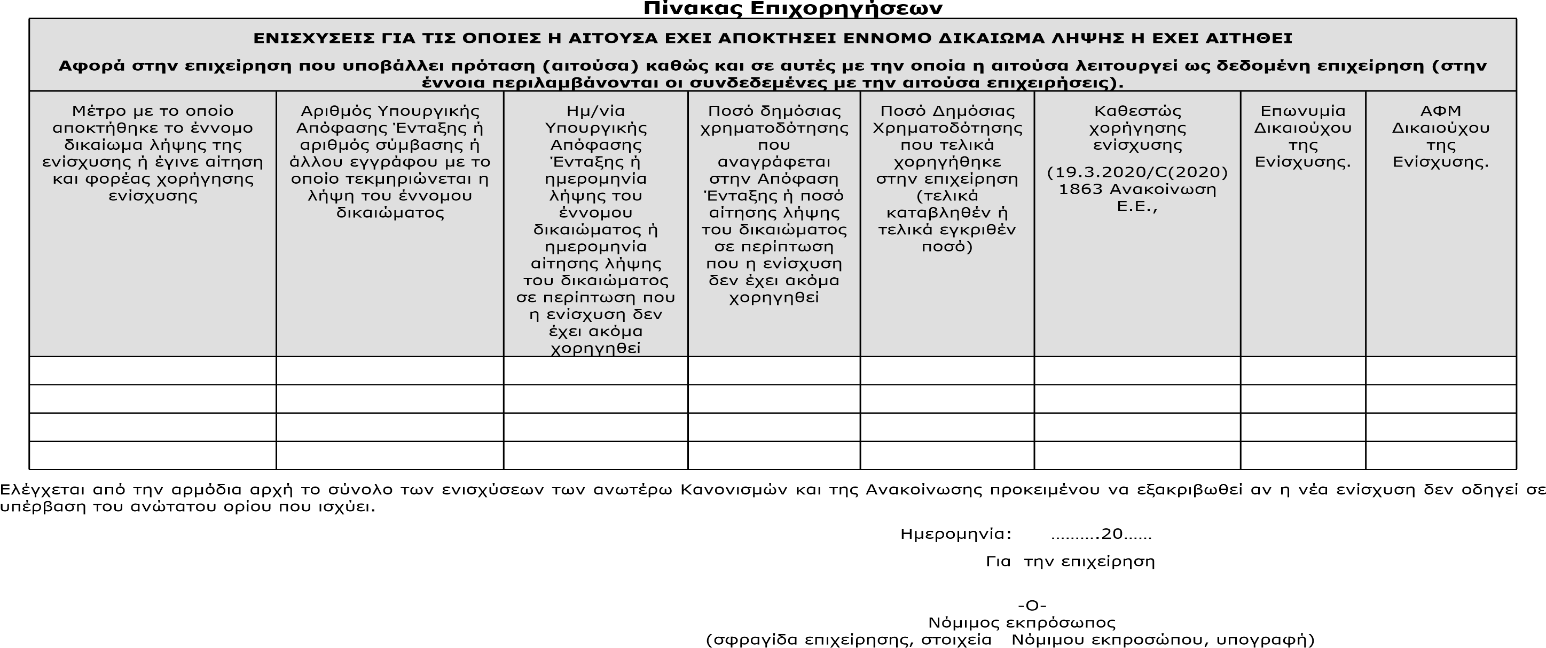 Πίνακας Επιχορηγήσεων
ΕΝΙΣΧΥΣΕΙΣ ΓΙΑ ΤΙΣ ΟΠΟΙΕΣ Η ΑΙΤΟΥΣΑ ΕΧΕΙ ΑΠΟΚΤΗΣΕΙ ΕΝΝΟΜΟ ΔΙΚΑΙΩΜΑ ΛΗΨΗΣ Η ΕΧΕΙ ΑΙΤΗΘΕΙ
Αφορά στην επιχείρηση που υποβάλλει πρόταση (αιτούσα) καθώς και σε αυτές με την οποία η αιτούσα λειτουργεί ως δεδομένη επιχείρηση (στην
έννοια περιλαμβάνονται οι συνδεδεμένες με την αιτούσα επιχειρήσεις).
Μέτρο με το οποίο
αποκτήθηκε το έννομο
δικαίωμα λήψης της
ενίσχυσης ή έγινε αίτηση
και φορέας χορήγησης
ενίσχυσης
Αριθμός Υπουργικής
Απόφασης Ένταξης ή
αριθμός σύμβασης ή
άλλου εγγράφου με το
οποίο τεκμηριώνεται η
λήψη του έννομου
δικαιώματος
Ημ/νία
Υπουργικής
Απόφασης
Ένταξης ή
ημερομηνία
λήψης του
έννομου
δικαιώματος ή
ημερομηνία
αίτησης λήψης
του δικαιώματος
σε περίπτωση που
η ενίσχυση δεν
έχει ακόμα
χορηγηθεί
Ποσό δημόσιας
χρηματοδότησης
που
αναγράφεται
στην Απόφαση
Ένταξης ή ποσό
αίτησης λήψης
του δικαιώματος
σε περίπτωση
που η ενίσχυση
δεν έχει ακόμα
χορηγηθεί
Ποσό Δημόσιας
Χρηματοδότησης
που τελικά
χορηγήθηκε
στην επιχείρηση
(τελικά
καταβληθέν ή
τελικά εγκριθέν
ποσό)
Καθεστώς
χορήγησης
ενίσχυσης
(19.3.2020/C(2020)
1863 Ανακοίνωση
Ε.Ε.,
Επωνυμία
Δικαιούχου
της
Ενίσχυσης.
ΑΦΜ
Δικαιούχου
της
Ενίσχυσης.
Ελέγχεται από την αρμόδια αρχή το σύνολο των ενισχύσεων των ανωτέρω Κανονισμών και της Ανακοίνωσης προκειμένου να εξακριβωθεί αν η νέα ενίσχυση δεν οδηγεί σε
υπέρβαση του ανώτατου ορίου που ισχύει.
Ημερομηνία: ……….20……
Για την επιχείρηση
-Ο-
Νόμιμος εκπρόσωπος
(σφραγίδα επιχείρησης, στοιχεία Νόμιμου εκπροσώπου, υπογραφή)